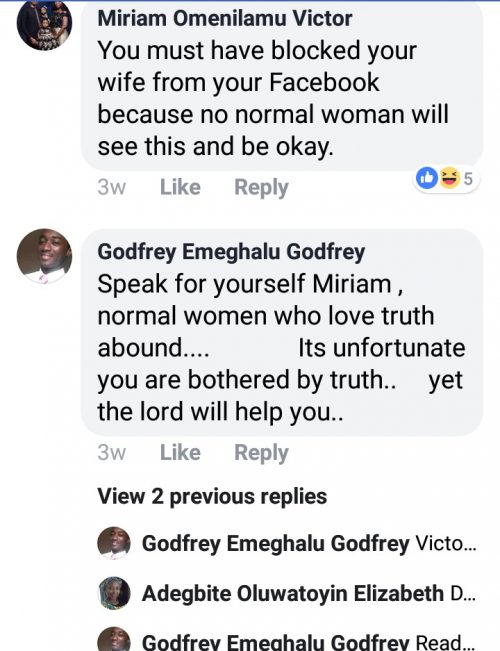 Miriam Omenilamu Victor
You must have blocked your
wife from your Facebook
because no normal woman will
see this and be okay.
3w Like Reply 5
Godfrey Emeghalu Godfrey
Speak for yourself Miriam ,
normal women who love truth
abound.... Its unfortunate
you are bothered by truth.. yet
the lord will help you..
3w Like Reply
View 2 previous replies
Godfrey Emeghalu Godfrey Victo...
Adegbite Oluwatoyin Elizabeth D...
Godfrey Emeghalu Godfrey Read...